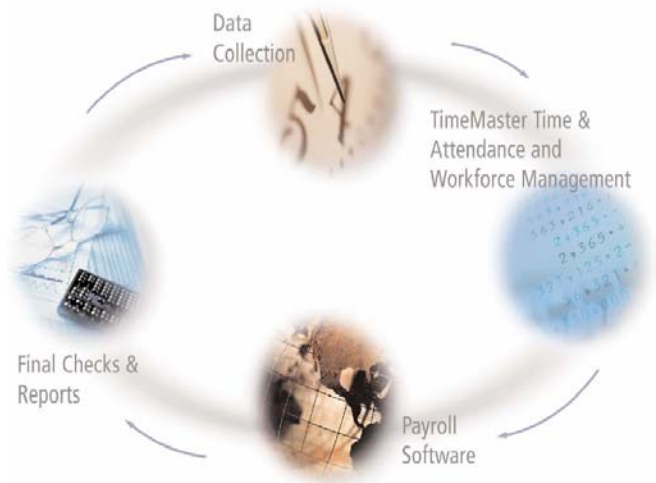 Data
Collection
TimeMaster Time &
Attendance and
Workforce Management
Final Checks &
Reports
Payroll
Software